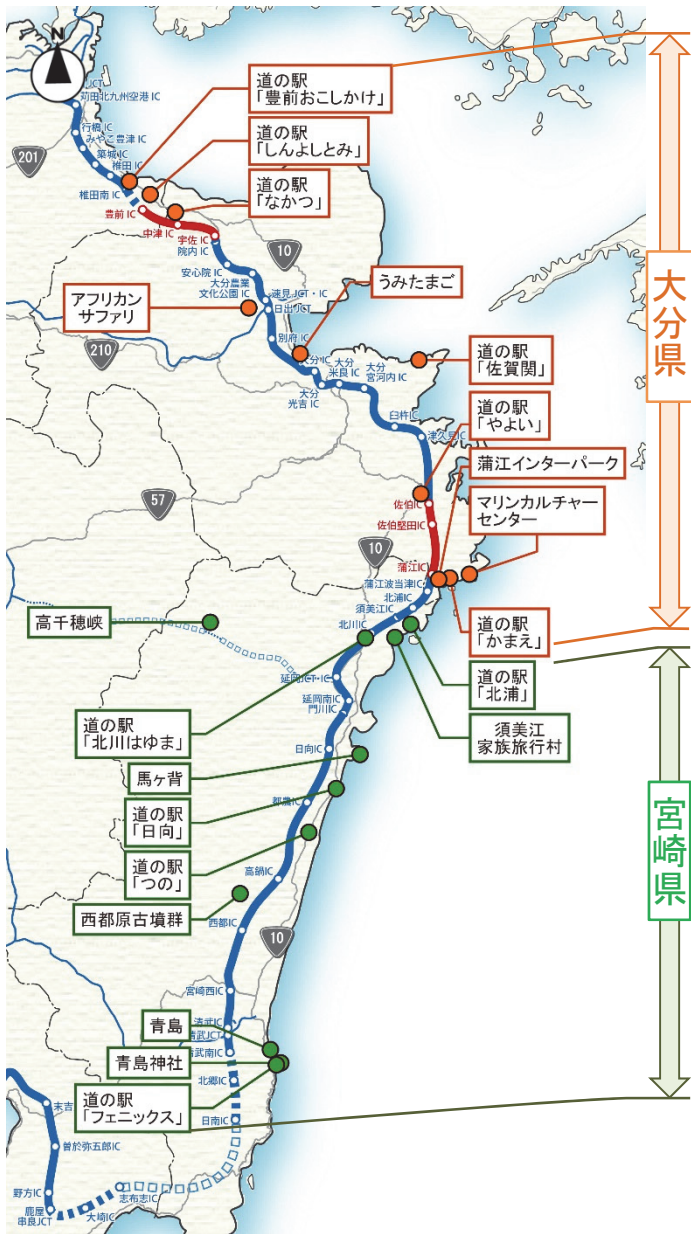 N
JCT
苅田北九州空港IC
行橋IC
みやこ豊津IC
築城IC
椎田IC
椎田南IC
豊前IC
中津IC
宇佐IC
院内IC
安心院IC
大分農業
文化公園IC
速見JCT・IC
日出JCT
別府IC
大分
光吉IC
大分
米良IC
大分
宮河内IC
臼杵IC
津久見IC
佐伯IC
佐伯堅田IC
蒲江IC
蒲江波当津IC
北浦IC
須美江IC
北川IC
延岡JCT・IC
延岡南IC
門川IC
日向IC
都農IC
高鍋IC
西都IC
宮崎西IC
清武IC
清武JCT
清武南IC
北郷IC
日南IC
末吉
曽於弥五郎IC
野方IC
鹿屋
串良JCT
大崎IC
志布志IC
201
10
210
57
10
10
道の駅
「豊前おこしかけ」
道の駅
「しんよしとみ」
道の駅
「なかつ」
アフリカン
サファリ
うみたまご
道の駅
「佐賀関」
道の駅
「やよい」
蒲江インターパーク
マリンカルチャー
センター
道の駅
「かまえ」
高千穂峡
道の駅
「北浦」
須美江
家族旅行村
道の駅
「北川はゆま」
馬ヶ背
道の駅
「日向」
道の駅
「つの」
西都原古墳群
青島
青島神社
道の駅
「フェニックス」
大分県
宮崎県